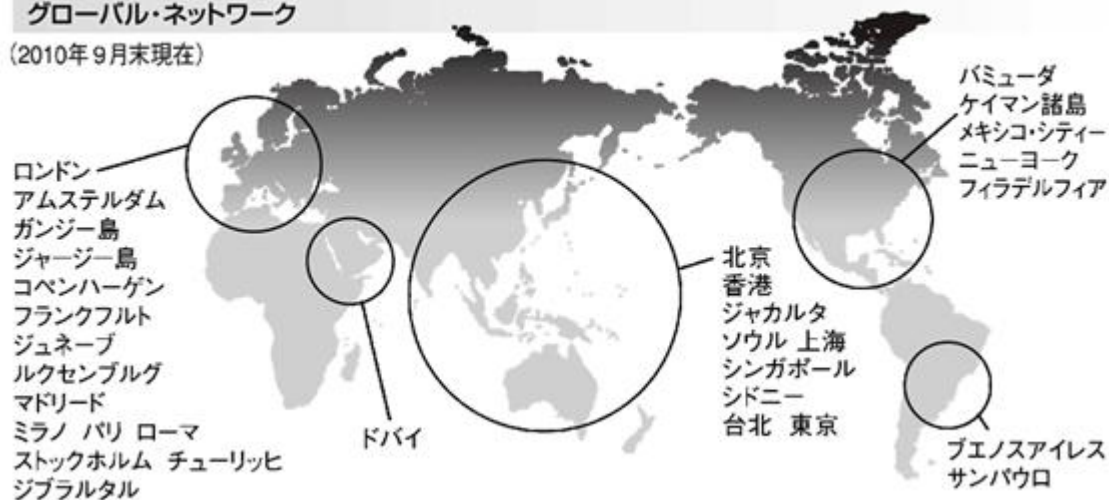 グローバル・ネットワーク
(2010年9月末現在)
ロンドン
アムステルダム
ガンジー島
ジャージー島
コペンハーゲン
フランクフルト
ジュネーブ
ルクセンブルグ
マドリード
ミラノ パリ ローマ
ストックホルム チューリッヒ
ジブラルタル
ドバイ
北京
香港
ジャカルタ
ソウル 上海
シンガポール
シドニー
台北 東京
バミューダ
ケイマン諸島
メキシコ・シティー
ニューヨーク
フィラデルフィア
ブエノスアイレス
サンパウロ